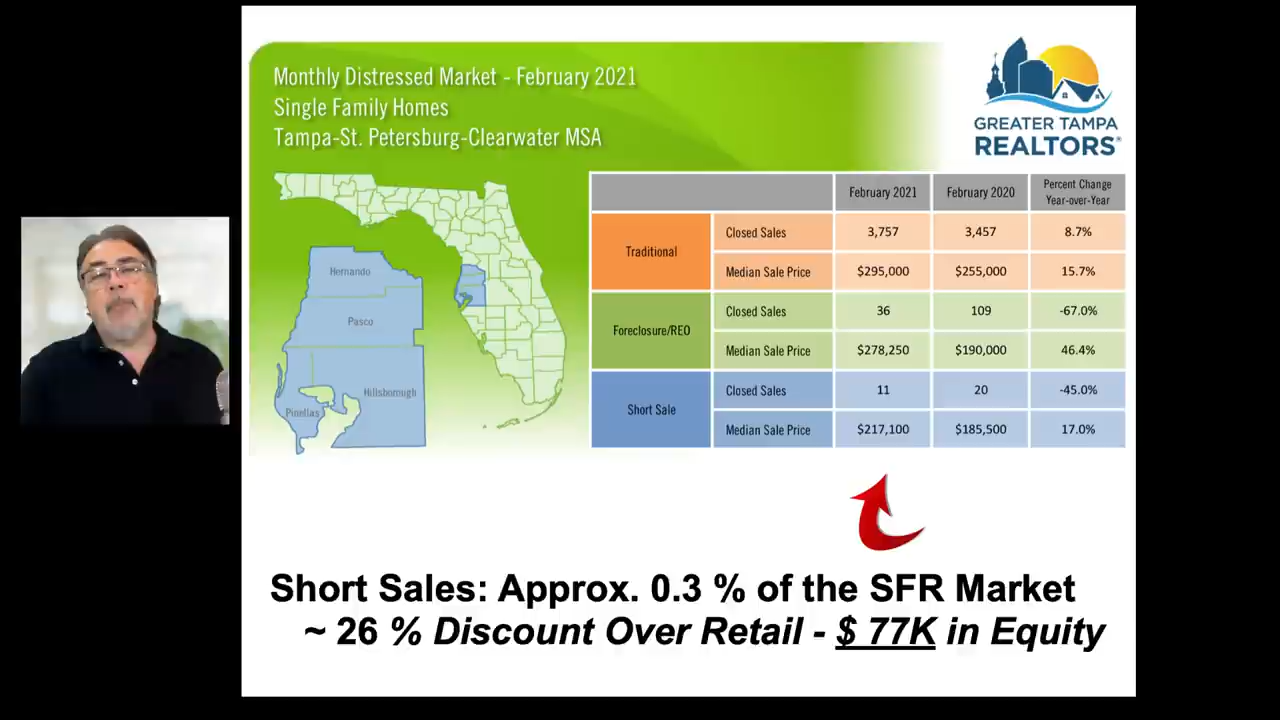 Monthly Distressed Market - February 2021
Single Family Homes
Tampa-St. Petersburg-Clearwater MSA
GREATER TAMPA
REALTORS®
Hernando
Pasco
Hillsborough
Pinellas
February 2021 February 2020 Percent Change Year-over-Year
Traditional
Closed Sales 3,757 3,457 8.7%
Median Sale Price $295,000 $255,000 15.7%
Foreclosure/REO
Closed Sales 36 109 -67.0%
Median Sale Price $278,250 $190,000 46.4%
Short Sale
Closed Sales 11 20 -45.0%
Median Sale Price $217,100 $185,500 17.0%
Short Sales: Approx. 0.3 % of the SFR Market
~ 26 % Discount Over Retail - $ 77K in Equity